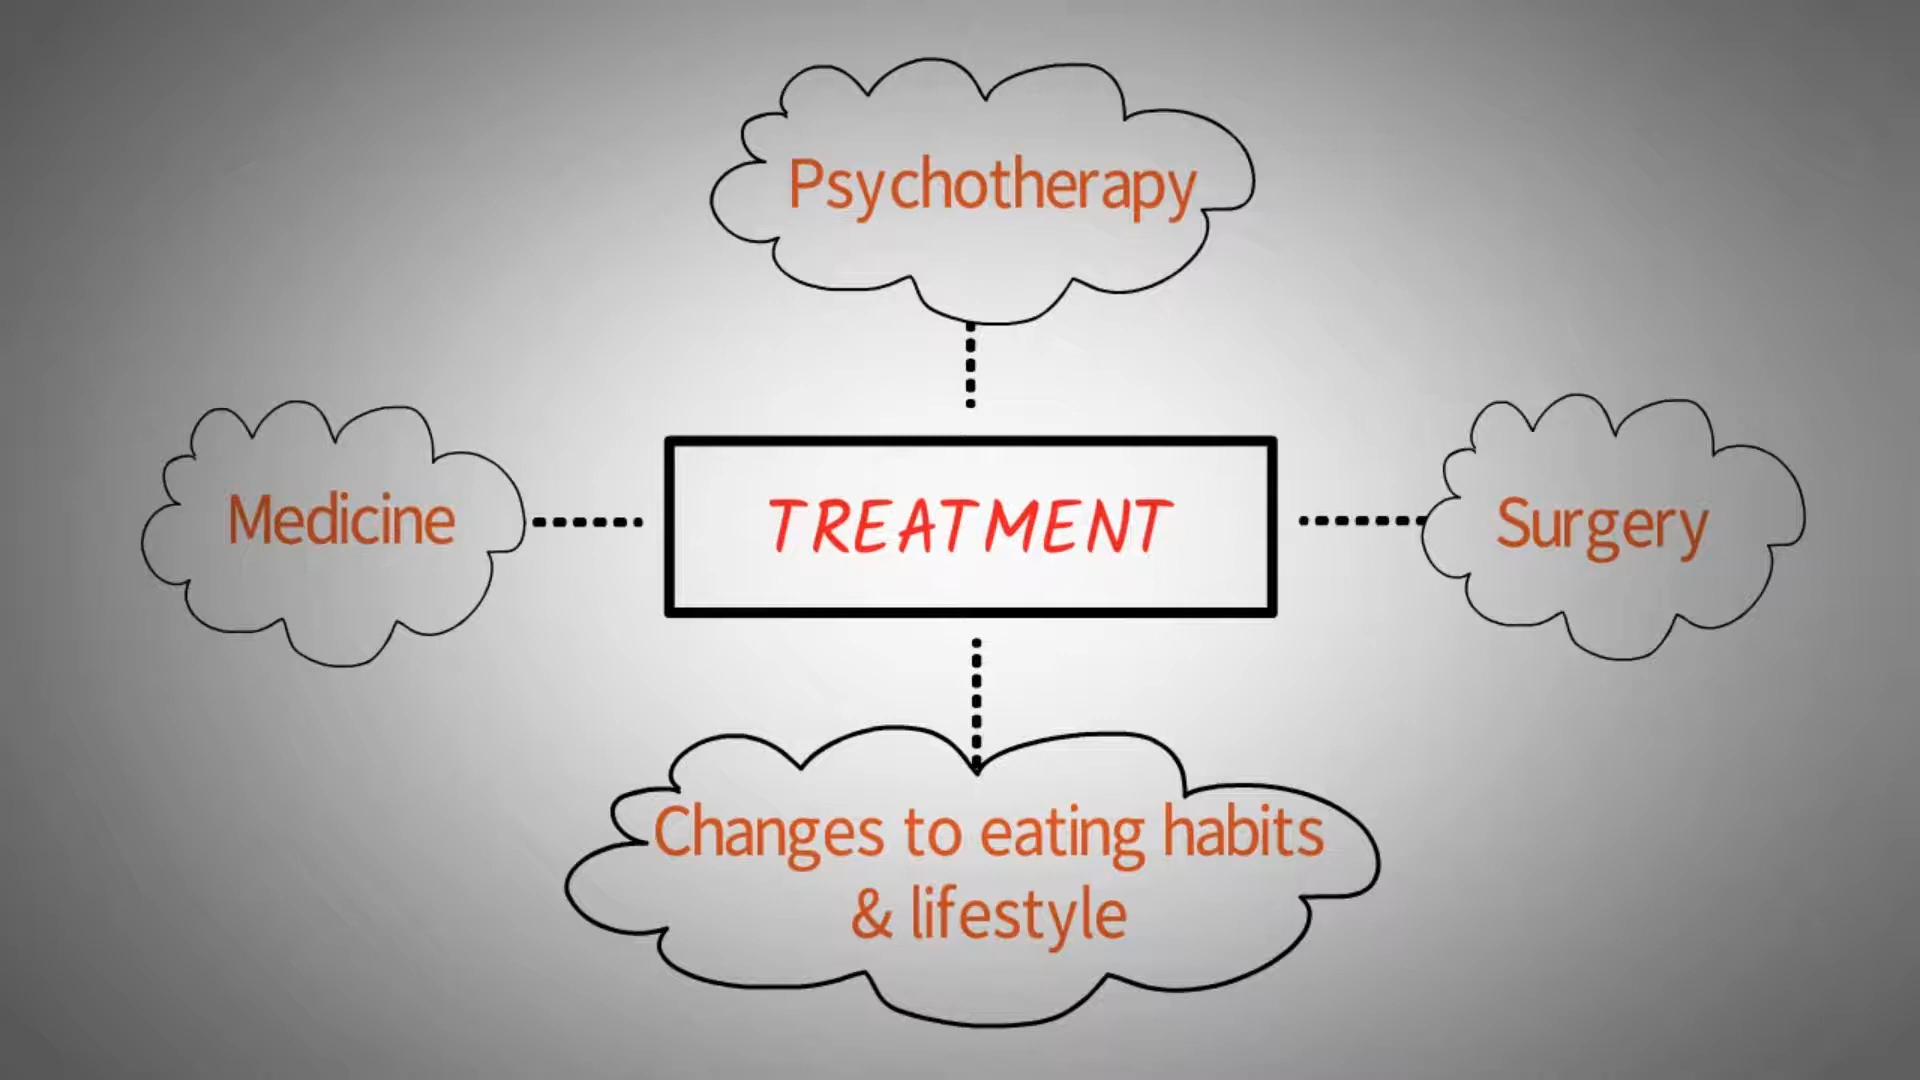 Psychotherapy
Medicine
TREATMENT
Surgery
Changes to eating habits
& lifestyle